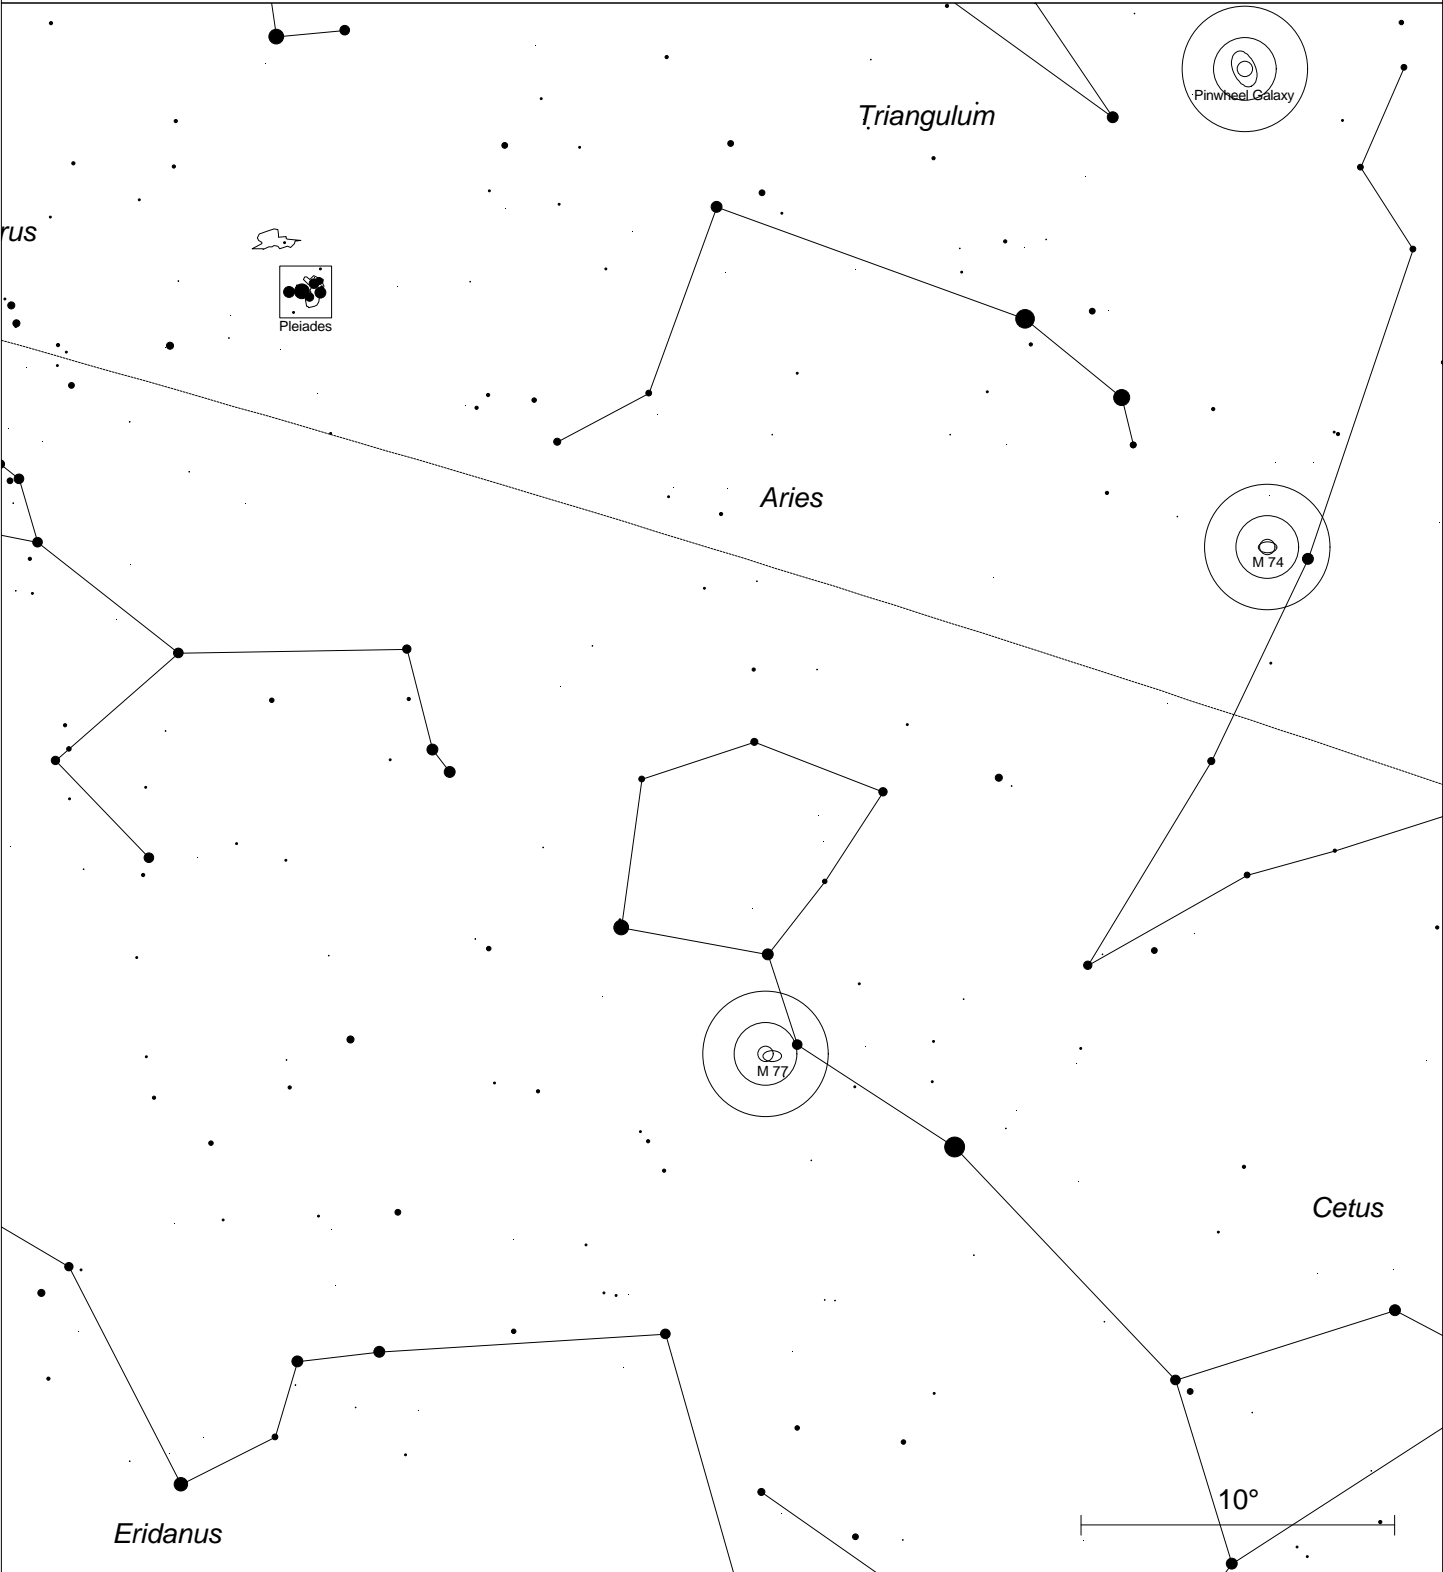 Pinwheel Galaxy
Triangulum
rus
Pleiades
Aries
M 74
M 77
Cetus
10°
Eridanus